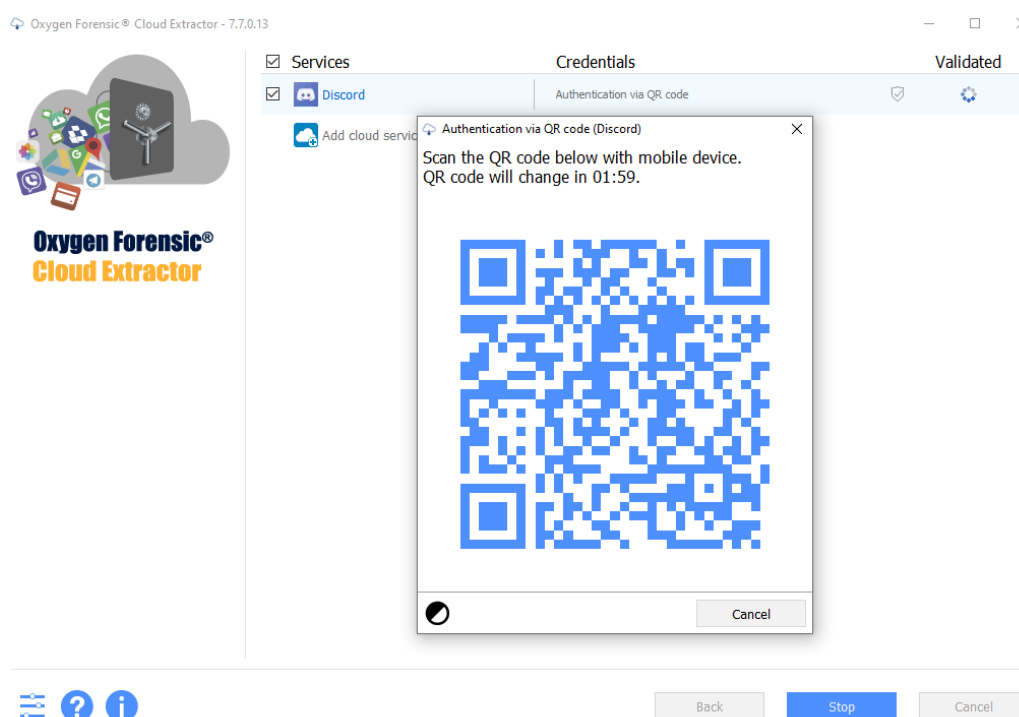 Oxygen Forensic® Cloud Extractor - 7.7.0.13
Services Credentials Validated
Discord Authentication via QR code
Add cloud servic
Authentication via QR code (Discord)
Scan the QR code below with mobile device.
QR code will change in 01:59.
Oxygen Forensic®
Cloud Extractor
Cancel
Back Stop Cancel